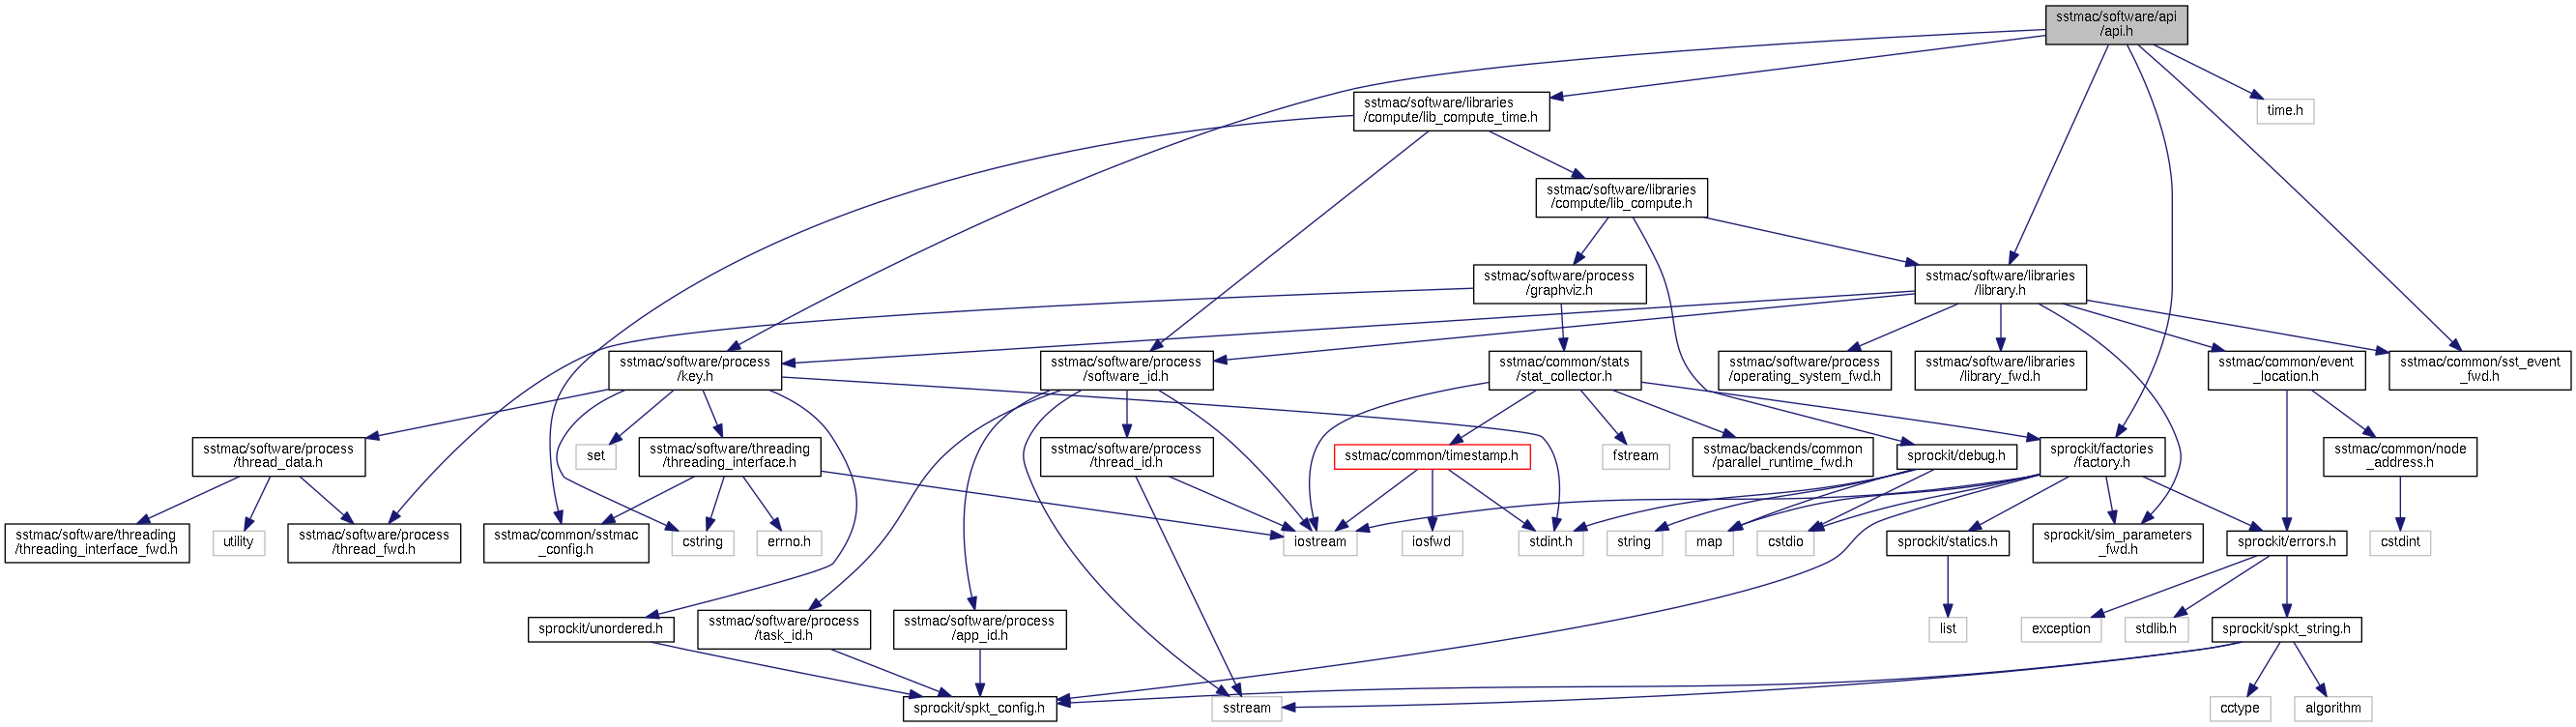 sstmac/software/api
/api.h
sstmac/software/libraries
/compute/lib_compute_time.h
time.h
sstmac/software/libraries
/compute/lib_compute.h
sstmac/software/process
/graphviz.h
sstmac/software/libraries
/library.h
sstmac/software/process
/key.h
sstmac/software/process
/software_id.h
sstmac/common/stats
/stat_collector.h
sstmac/software/process
/operating_system_fwd.h
sstmac/software/libraries
/library_fwd.h
sstmac/common/event
_location.h
sstmac/common/sst_event
_fwd.h
sstmac/software/process
/thread_data.h
set
sstmac/software/threading
/threading_interface.h
sstmac/software/process
/thread_id.h
sstmac/common/timestamp.h
fstream
sstmac/backends/common
/parallel_runtime_fwd.h
sprockit/debug.h
sprockit/factories
/factory.h
sstmac/common/node
_address.h
sstmac/software/threading
/threading_interface_fwd.h
utility
sstmac/software/process
/thread_fwd.h
sstmac/common/sstmac
_config.h
cstring
errno.h
iostream
iosfwd
stdint.h
string
map
cstdio
sprockit/statics.h
sprockit/sim_parameters
_fwd.h
sprockit/errors.h
cstdint
sprockit/unordered.h
sstmac/software/process
/task_id.h
sstmac/software/process
/app_id.h
list
exception
stdlib.h
sprockit/spkt_string.h
sprockit/spkt_config.h
sstream
cctype
algorithm